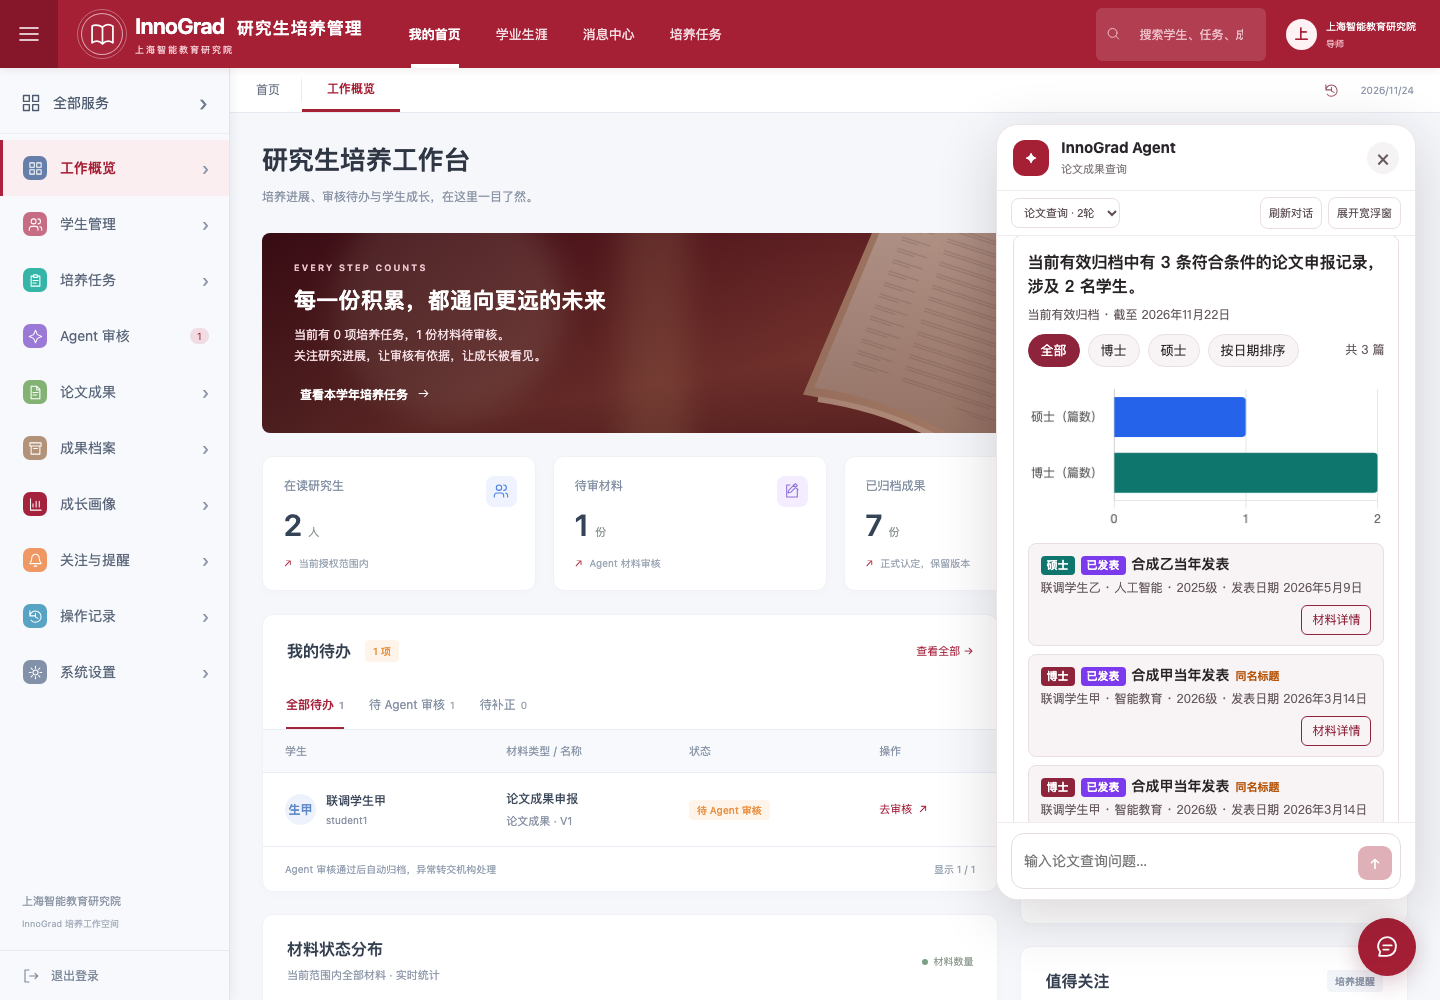 InnoGrad 研究生培养管理
上海智能教育研究院
我的首页
学业生涯
消息中心
培养任务
搜索学生、任务、成
上
上海智能教育研究院
导师
全部服务
工作概览
学生管理
培养任务
Agent 审核
1
论文成果
成果档案
成长画像
关注与提醒
操作记录
系统设置
上海智能教育研究院
InnoGrad 培养工作空间
退出登录
首页
工作概览
2026/11/24
研究生培养工作台
培养进展、审核待办与学生成长，在这里一目了然。
EVERY STEP COUNTS
每一份积累，都通向更远的未来
当前有 0 项培养任务，1 份材料待审核。
关注研究进展，让审核有依据，让成长被看见。
查看本学年培养任务 →
在读研究生
2 人
↗ 当前授权范围内
待审材料
1 份
↗ Agent 材料审核
已归档成果
7 份
↗ 正式认定，保留版本
我的待办
1 项
查看全部 →
全部待办 1
待 Agent 审核 1
待补正 0
学生
材料类型 / 名称
状态
操作
生甲
联调学生甲
student1
论文成果申报
论文成果 · V1
待 Agent 审核
去审核 ↗
Agent 审核通过后自动归档，异常转交机构处理
显示 1 / 1
材料状态分布
当前范围内全部材料 · 实时统计
材料数量
值得关注
培养提醒
InnoGrad Agent
论文成果查询
论文查询 · 2轮
刷新对话
展开宽浮窗
当前有效归档中有 3 条符合条件的论文申报记录，
涉及 2 名学生。
当前有效归档 · 截至 2026年11月22日
全部
博士
硕士
按日期排序
共 3 篇
硕士（篇数）
博士（篇数）
0
1
2
硕士 已发表 合成乙当年发表
联调学生乙 · 人工智能 · 2025级 · 发表日期 2026年5月9日
材料详情
博士 已发表 合成甲当年发表 同名标题
联调学生甲 · 智能教育 · 2026级 · 发表日期 2026年3月14日
材料详情
博士 已发表 合成甲当年发表 同名标题
联调学生甲 · 智能教育 · 2026级 · 发表日期 2026年3月14日
输入论文查询问题...